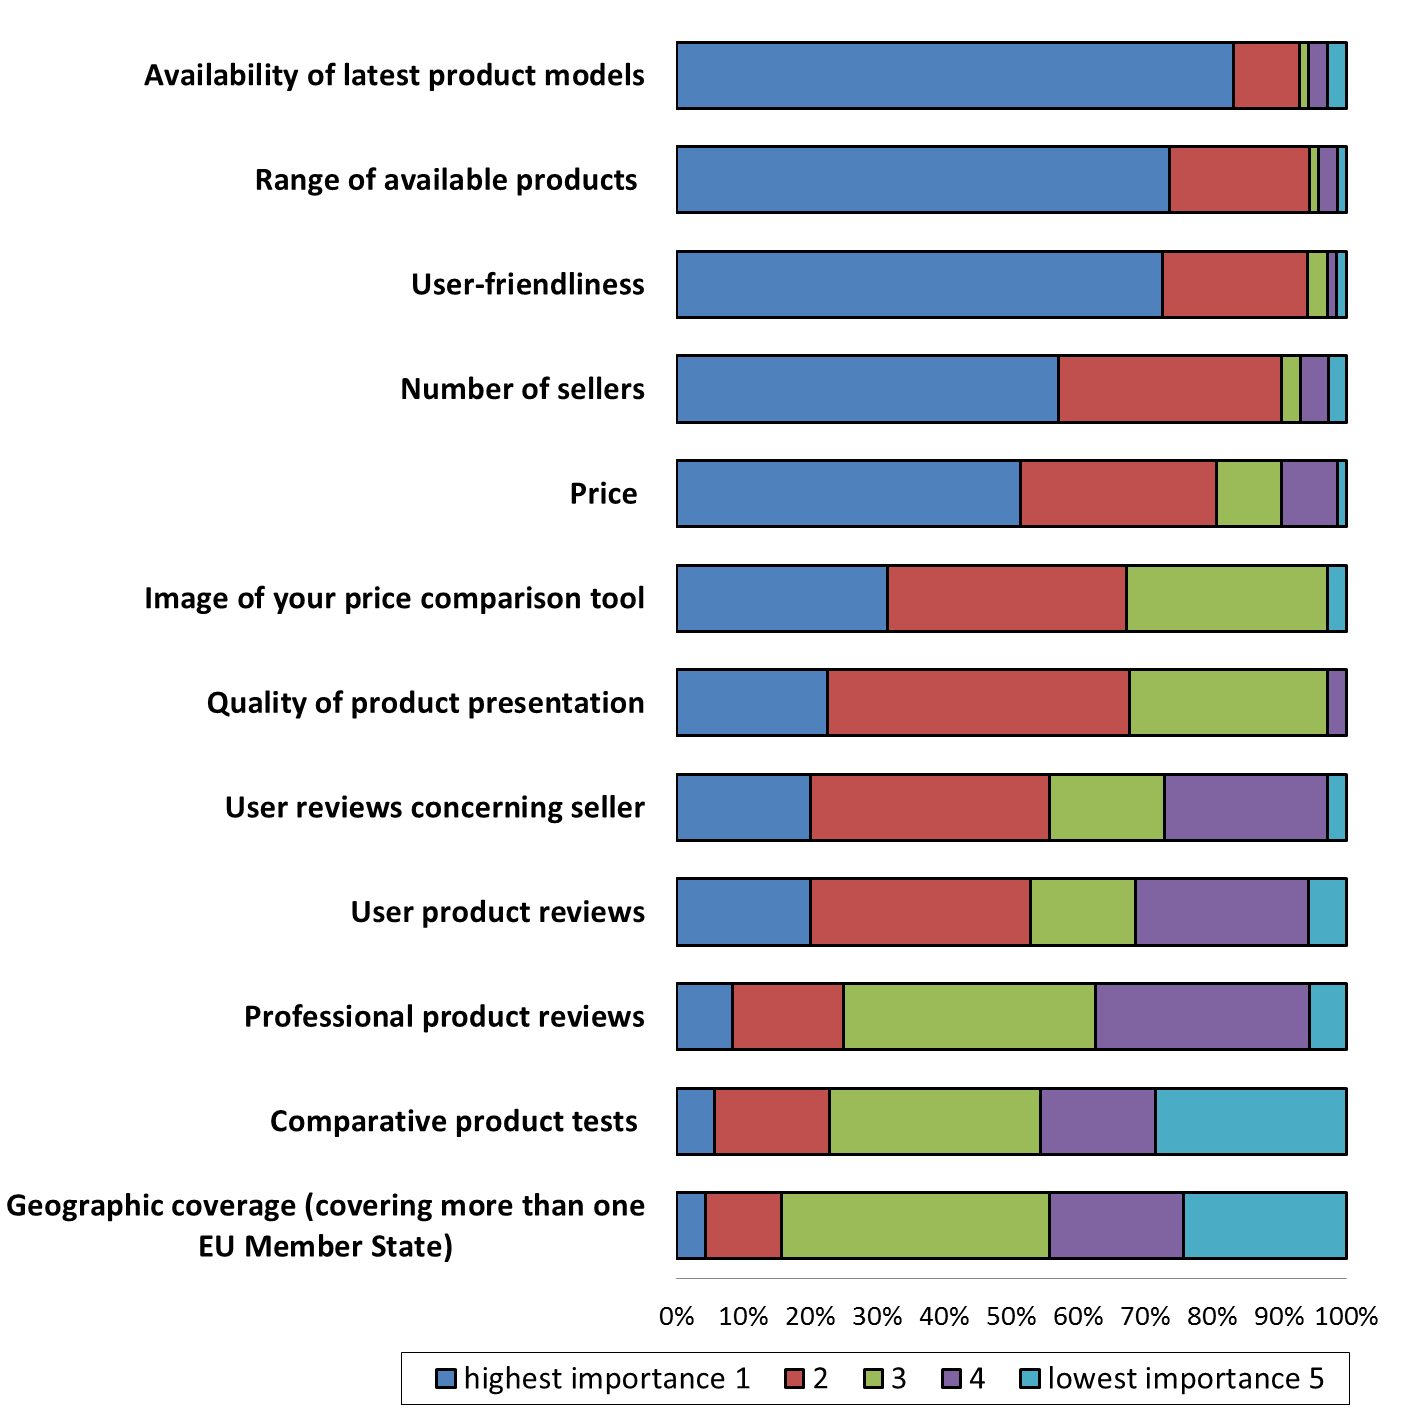 Availability of latest product models
Range of available products
User-friendliness
Number of sellers
Price
Image of your price comparison tool
Quality of product presentation
User reviews concerning seller
User product reviews
Professional product reviews
Comparative product tests
Geographic coverage (covering more than one
EU Member State)
0% 10% 20% 30% 40% 50% 60% 70% 80% 90% 100%
highest importance 1 2 3 4 lowest importance 5